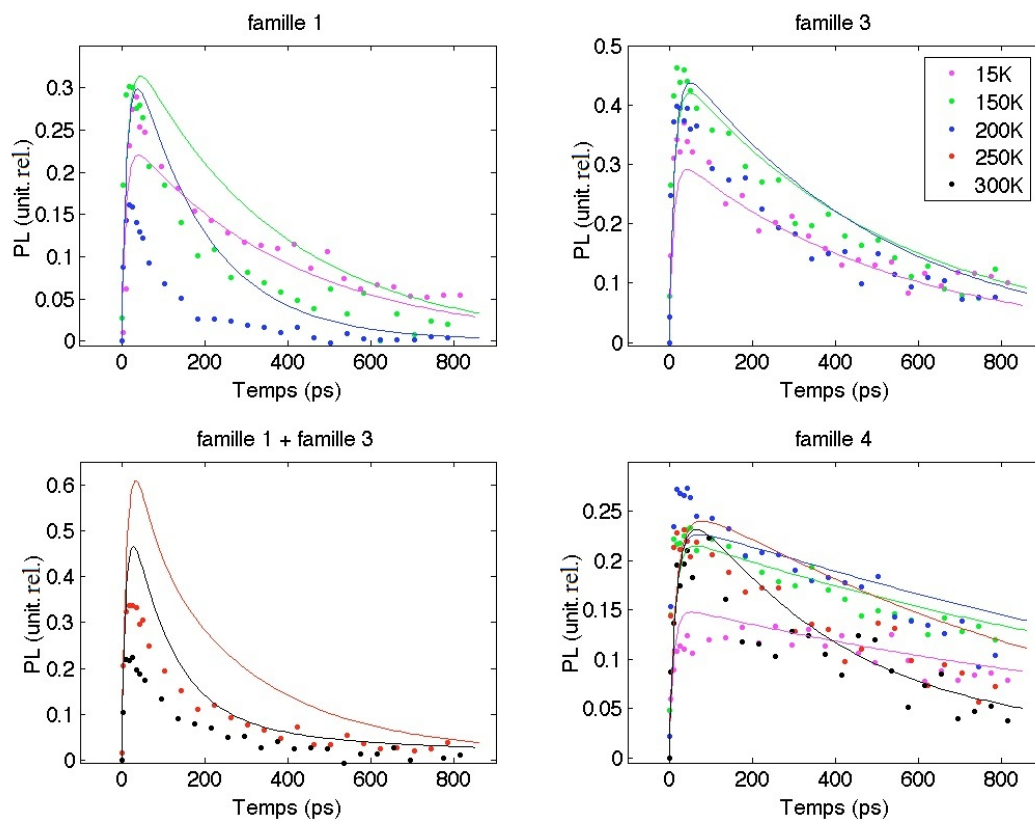 famille 1
PL (unit. rel.)
0.3
0.25
0.2
0.15
0.1
0.05
0
0 200 400 600 800
Temps (ps)
famille 3
PL (unit. rel.)
0.5
0.4
0.3
0.2
0.1
0
0 200 400 600 800
Temps (ps)
15K
150K
200K
250K
300K
famille 1 + famille 3
PL (unit. rel.)
0.6
0.5
0.4
0.3
0.2
0.1
0
0 200 400 600 800
Temps (ps)
famille 4
PL (unit. rel.)
0.25
0.2
0.15
0.1
0.05
0
0 200 400 600 800
Temps (ps)